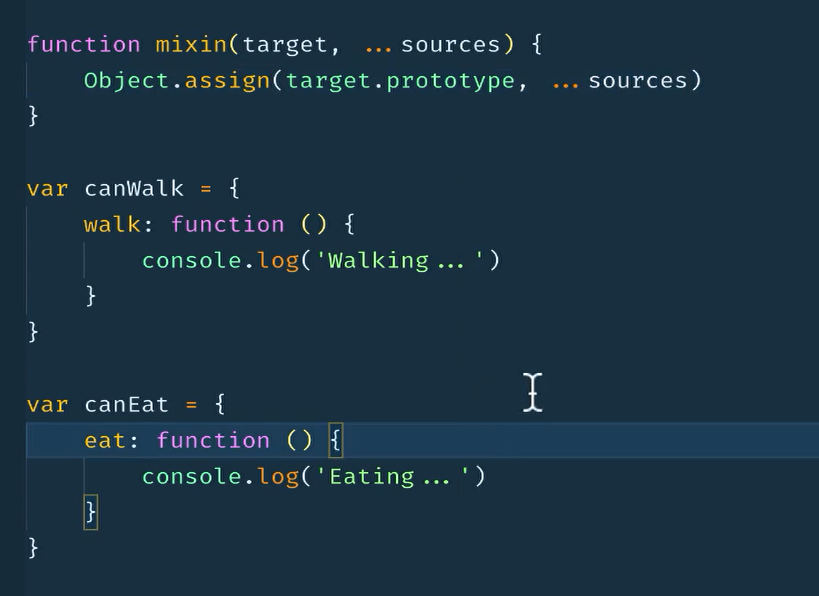 function mixin(target, ...sources) {
    Object.assign(target.prototype, ...sources)
}

var canWalk = {
    walk: function () {
        console.log('Walking...')
    }
}

var canEat = {
    eat: function () {
        console.log('Eating...')
    }
}